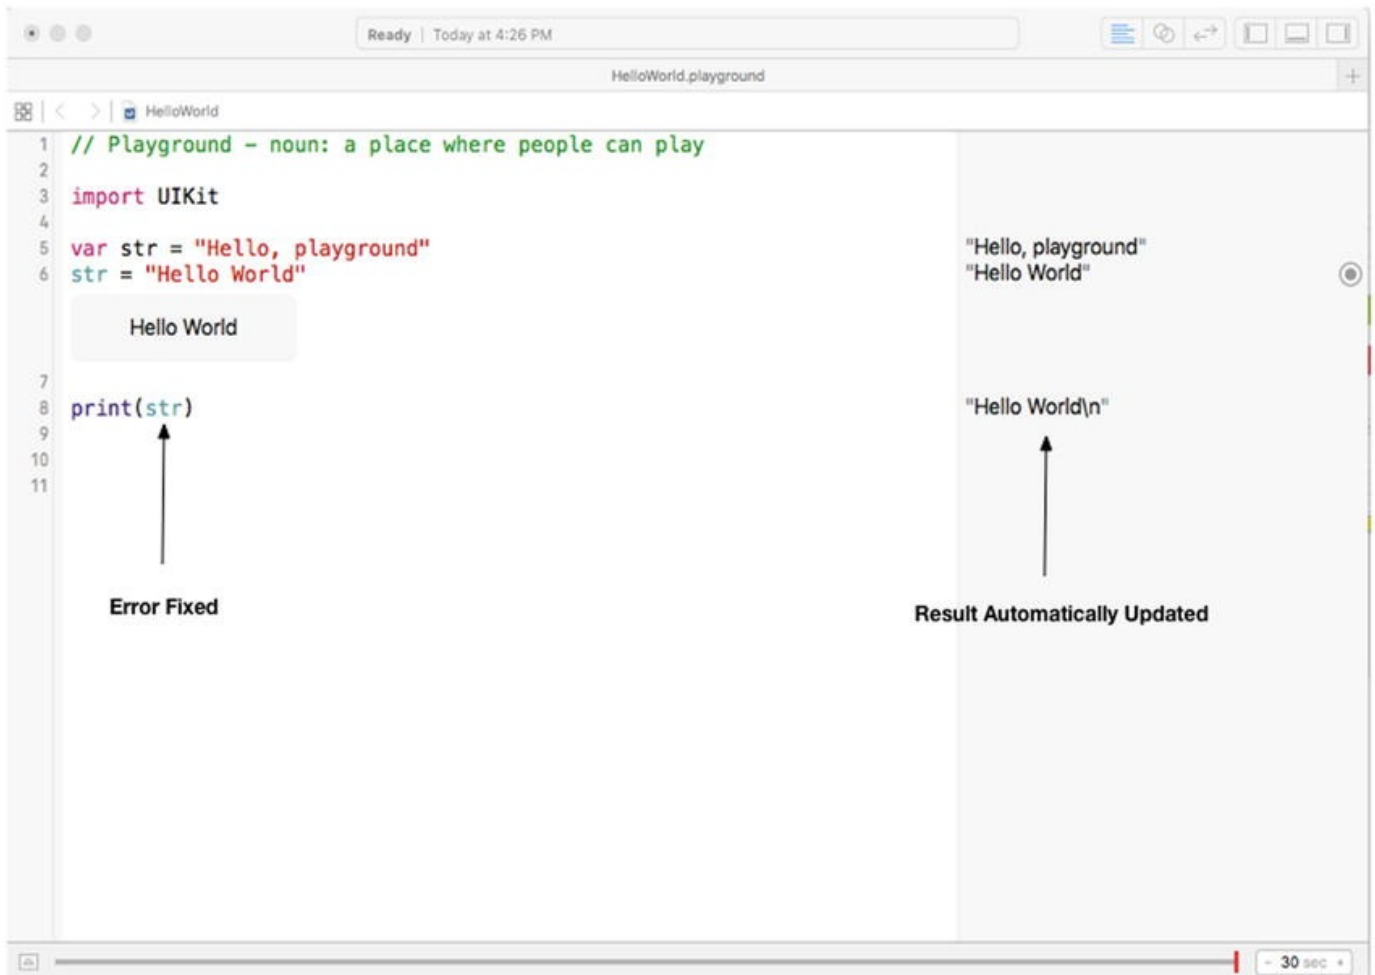 Ready | Today at 4:26 PM
HelloWorld.playground
HelloWorld
1 // Playground – noun: a place where people can play
2
3 import UIKit
4
5 var str = "Hello, playground" "Hello, playground"
6 str = "Hello World" "Hello World"
Hello World
7
8 print(str) "Hello World\n"
9
10
11
Error Fixed
Result Automatically Updated
- 30 sec +